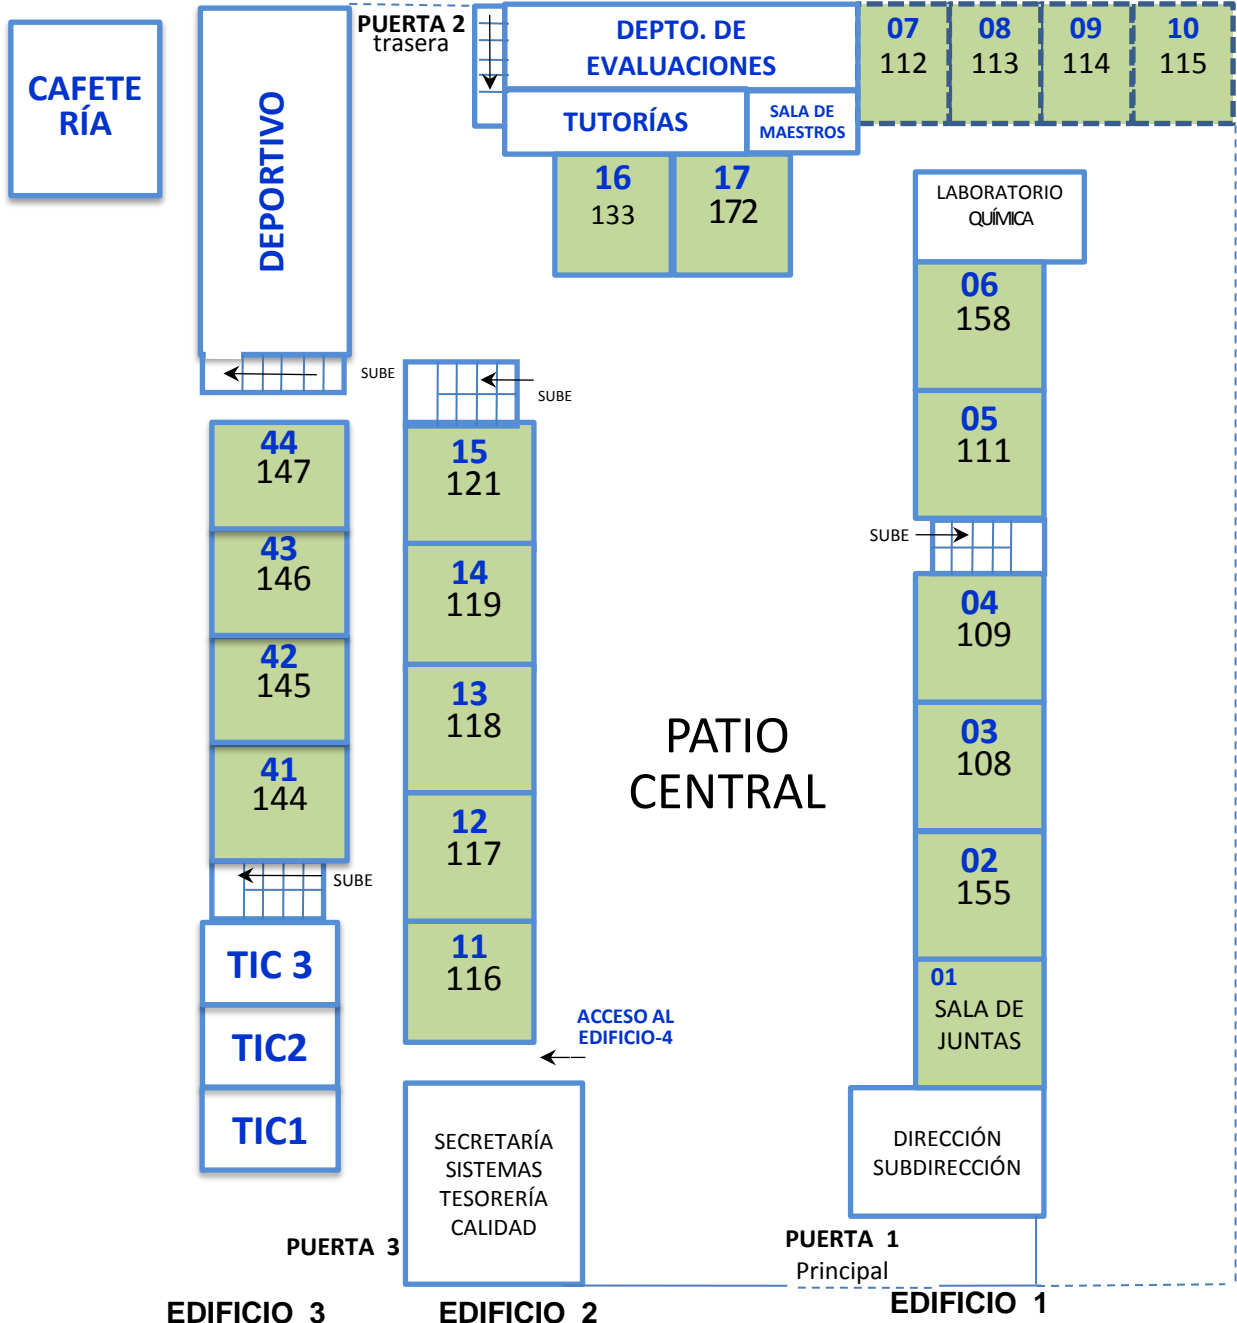 PUERTA 2
trasera
CAFETE
RÍA
DEPORTIVO
DEPTO. DE
EVALUACIONES
TUTORÍAS
SALA DE
MAESTROS
07
112
08
113
09
114
10
115
16
133
17
172
LABORATORIO
QUÍMICA
06
158
05
111
SUBE
04
109
03
108
02
155
01
SALA DE
JUNTAS
DIRECCIÓN
SUBDIRECCIÓN
SUBE
SUBE
44
147
43
146
42
145
41
144
SUBE
TIC 3
TIC2
TIC1
15
121
14
119
13
118
12
117
11
116
PATIO
CENTRAL
ACCESO AL
EDIFICIO-4
SECRETARÍA
SISTEMAS
TESORERÍA
CALIDAD
PUERTA 3
PUERTA 1
Principal
EDIFICIO 3
EDIFICIO 2
EDIFICIO 1